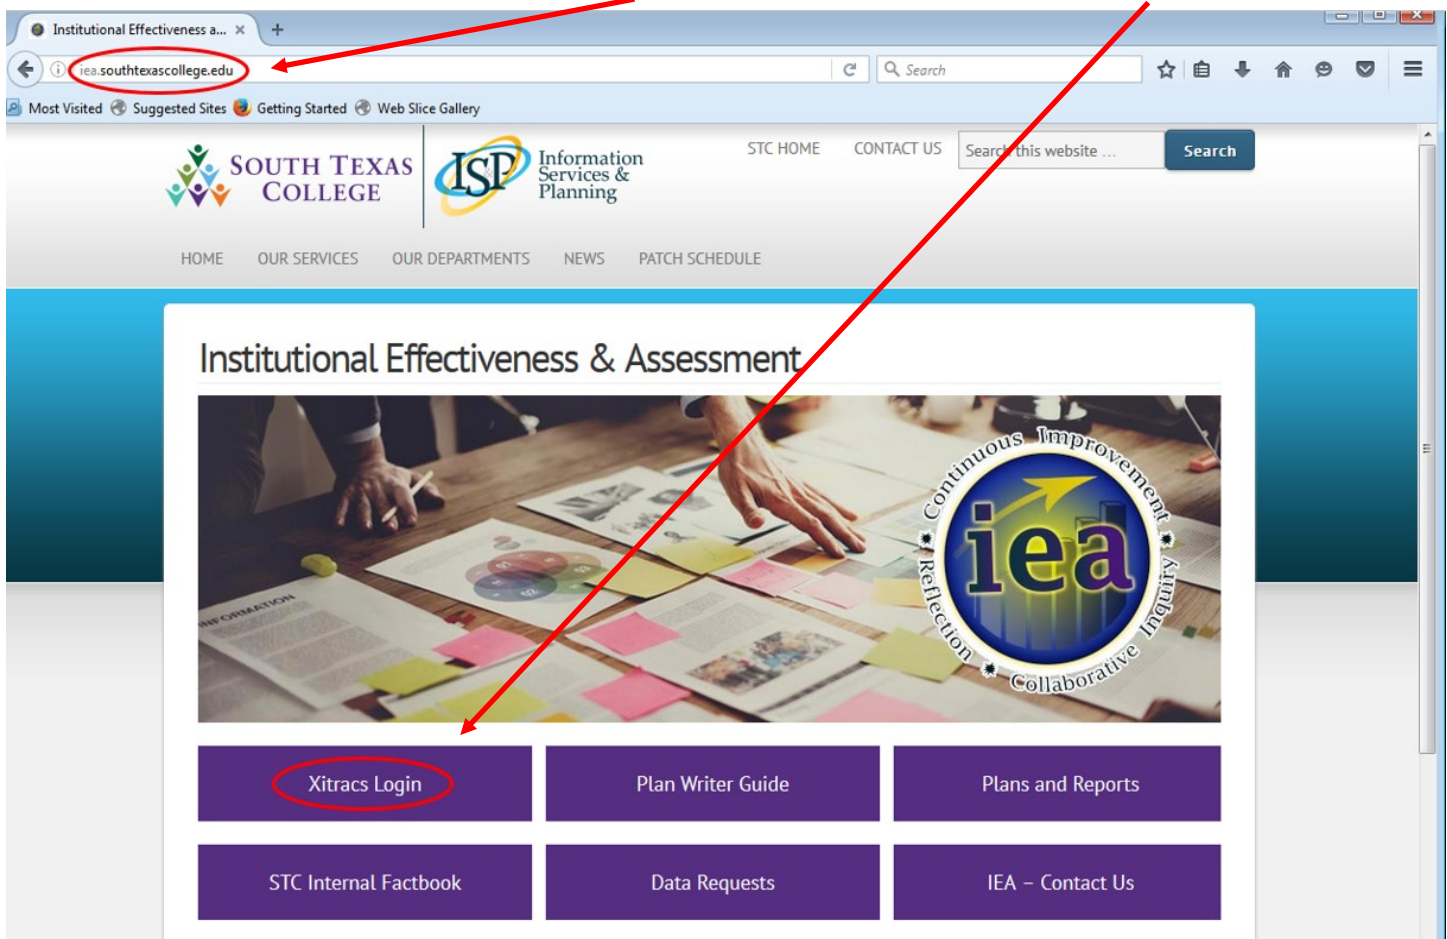 Institutional Effectiveness a...
iea.southtexascollege.edu
Search
Most Visited Suggested Sites Getting Started Web Slice Gallery
SOUTH TEXAS
COLLEGE
ISP
Information
Services &
Planning
STC HOME CONTACT US
Search this website ...
Search
HOME OUR SERVICES OUR DEPARTMENTS NEWS PATCH SCHEDULE
Institutional Effectiveness & Assessment
INFORMATION
Continuous Improvement
Reflection
Collaborative Inquiry
iea
Xitracs Login
Plan Writer Guide
Plans and Reports
STC Internal Factbook
Data Requests
IEA – Contact Us